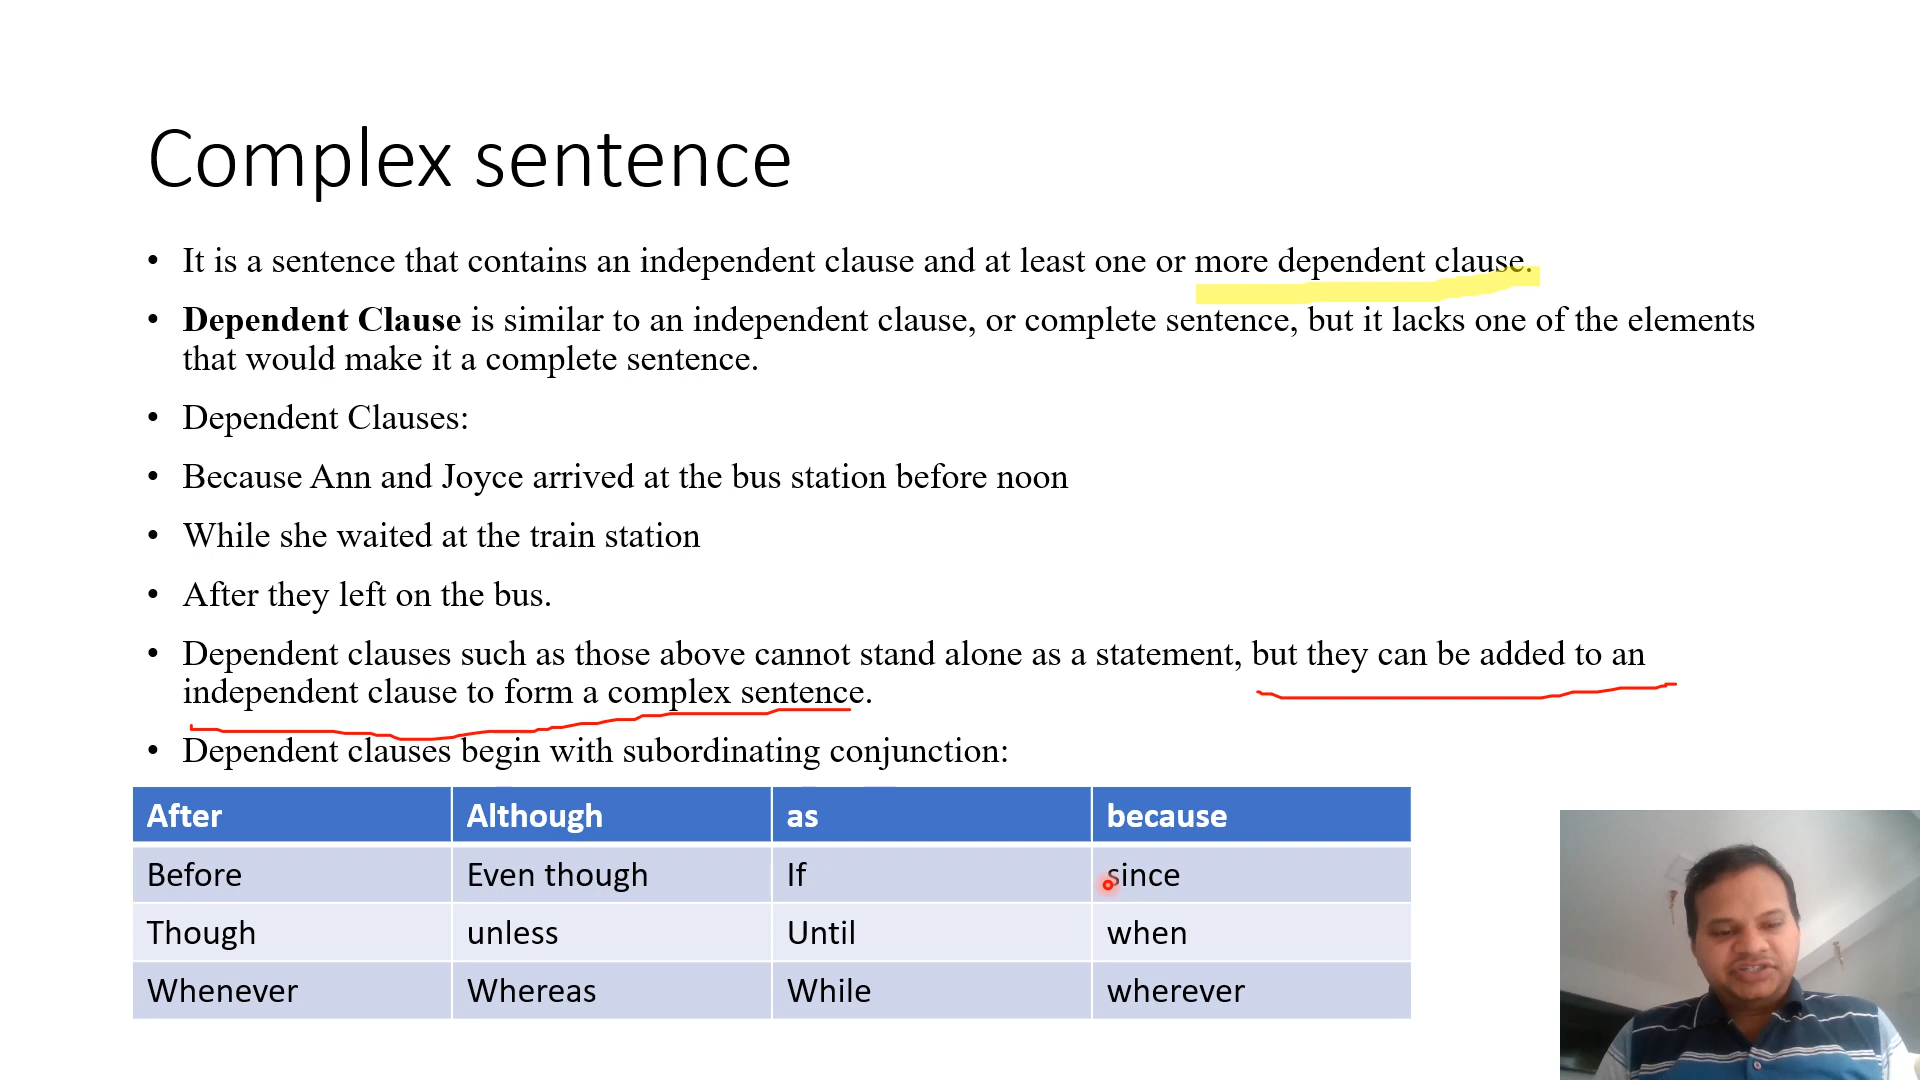 Complex sentence
• It is a sentence that contains an independent clause and at least one or more dependent clause.
• Dependent Clause is similar to an independent clause, or complete sentence, but it lacks one of the elements
that would make it a complete sentence.
• Dependent Clauses:
• Because Ann and Joyce arrived at the bus station before noon
• While she waited at the train station
• After they left on the bus.
• Dependent clauses such as those above cannot stand alone as a statement, but they can be added to an
independent clause to form a complex sentence.
• Dependent clauses begin with subordinating conjunction:
After Although as because
Before Even though If since
Though unless Until when
Whenever Whereas While wherever